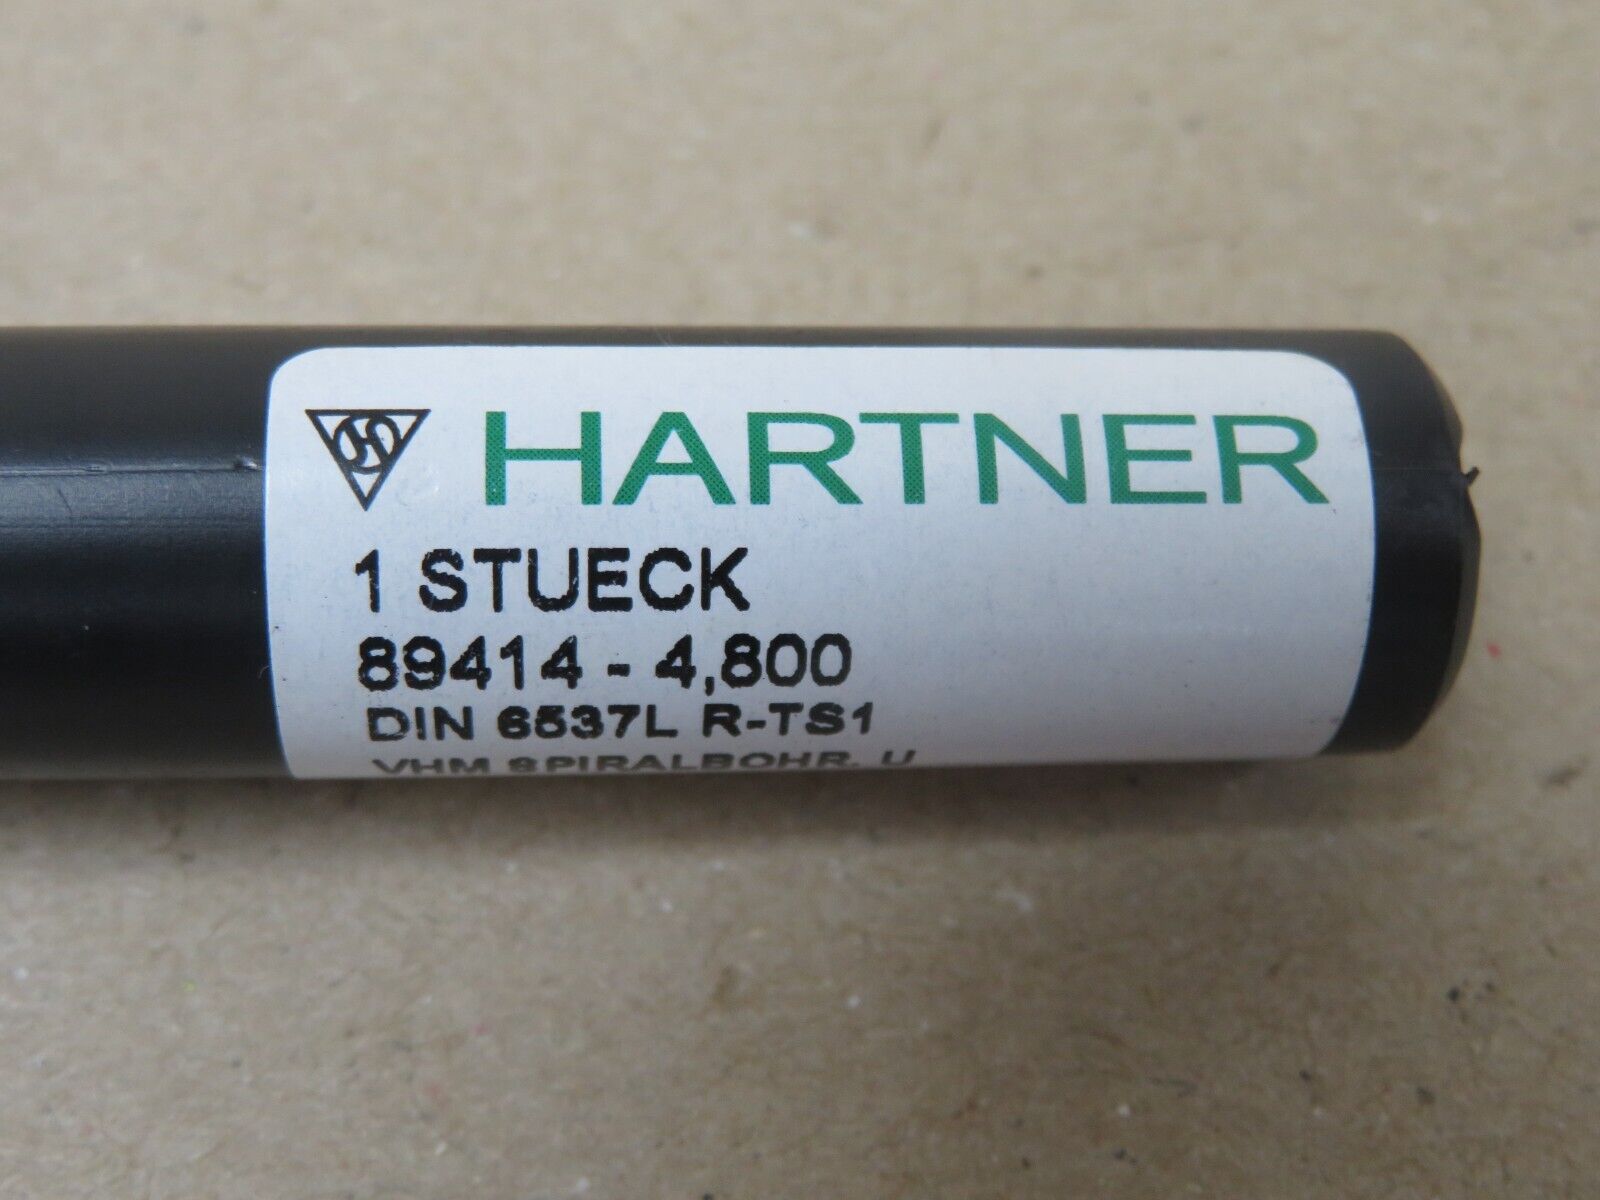 HARTNER
1 STUECK
89414 - 4,800
DIN 6537L R-TS1
VHM SPIRALBOHR. U